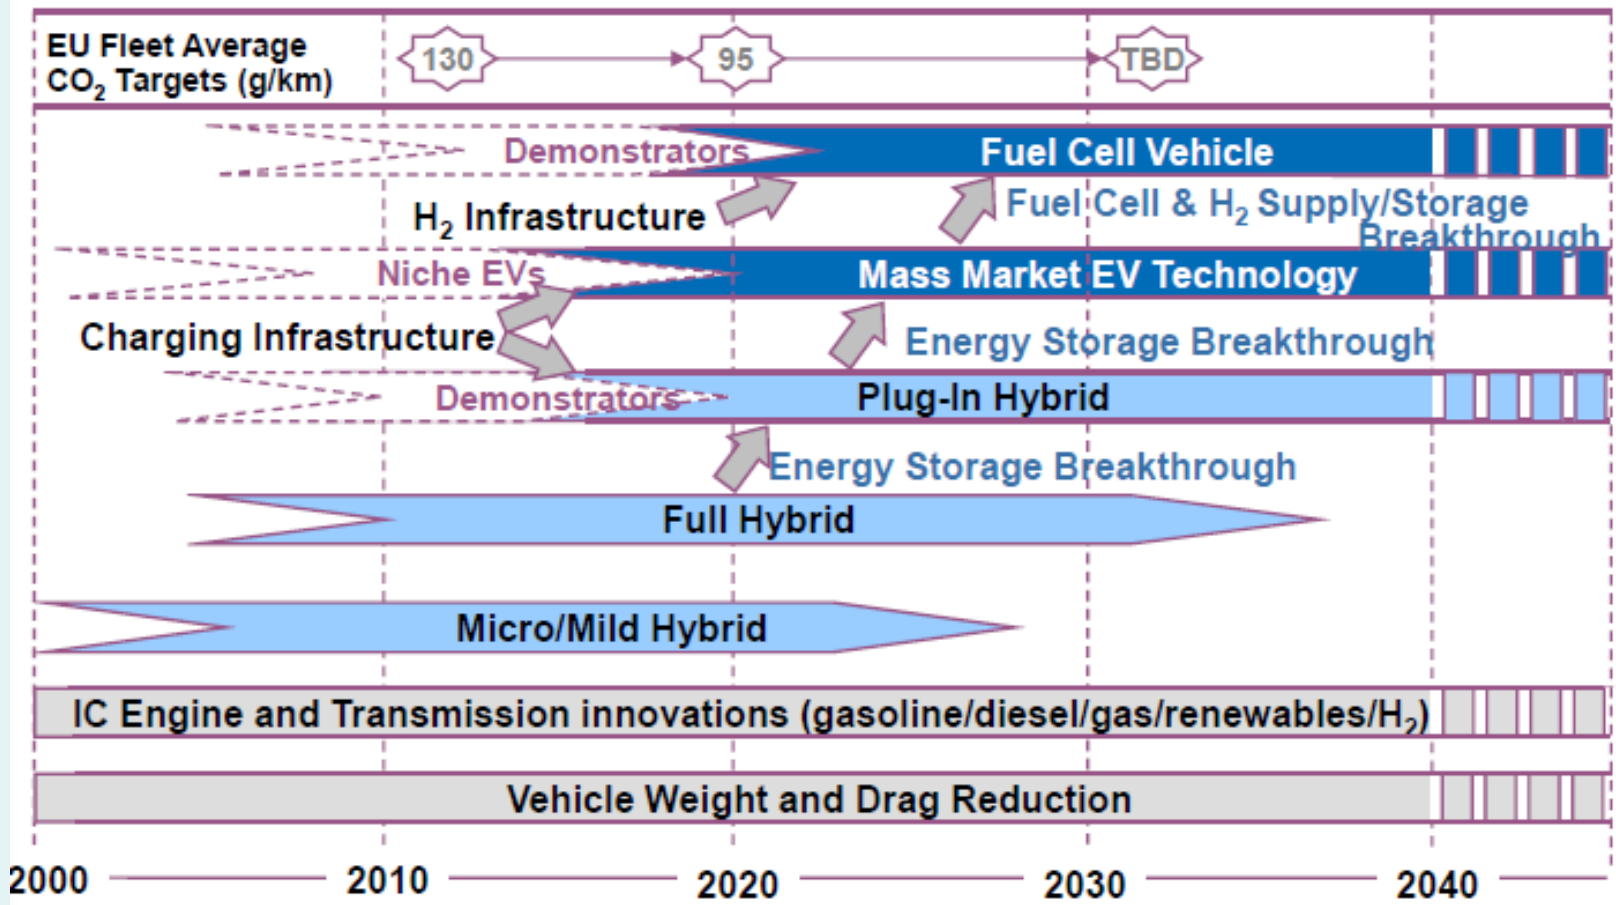 EU Fleet Average
CO₂ Targets (g/km)
130
95
TBD
Demonstrators
Fuel Cell Vehicle
H₂ Infrastructure
Fuel Cell & H₂ Supply/Storage
Breakthrough
Niche EVs
Mass Market EV Technology
Charging Infrastructure
Energy Storage Breakthrough
Demonstrators
Plug-In Hybrid
Energy Storage Breakthrough
Full Hybrid
Micro/Mild Hybrid
IC Engine and Transmission innovations (gasoline/diesel/gas/renewables/H₂)
Vehicle Weight and Drag Reduction
2000
2010
2020
2030
2040